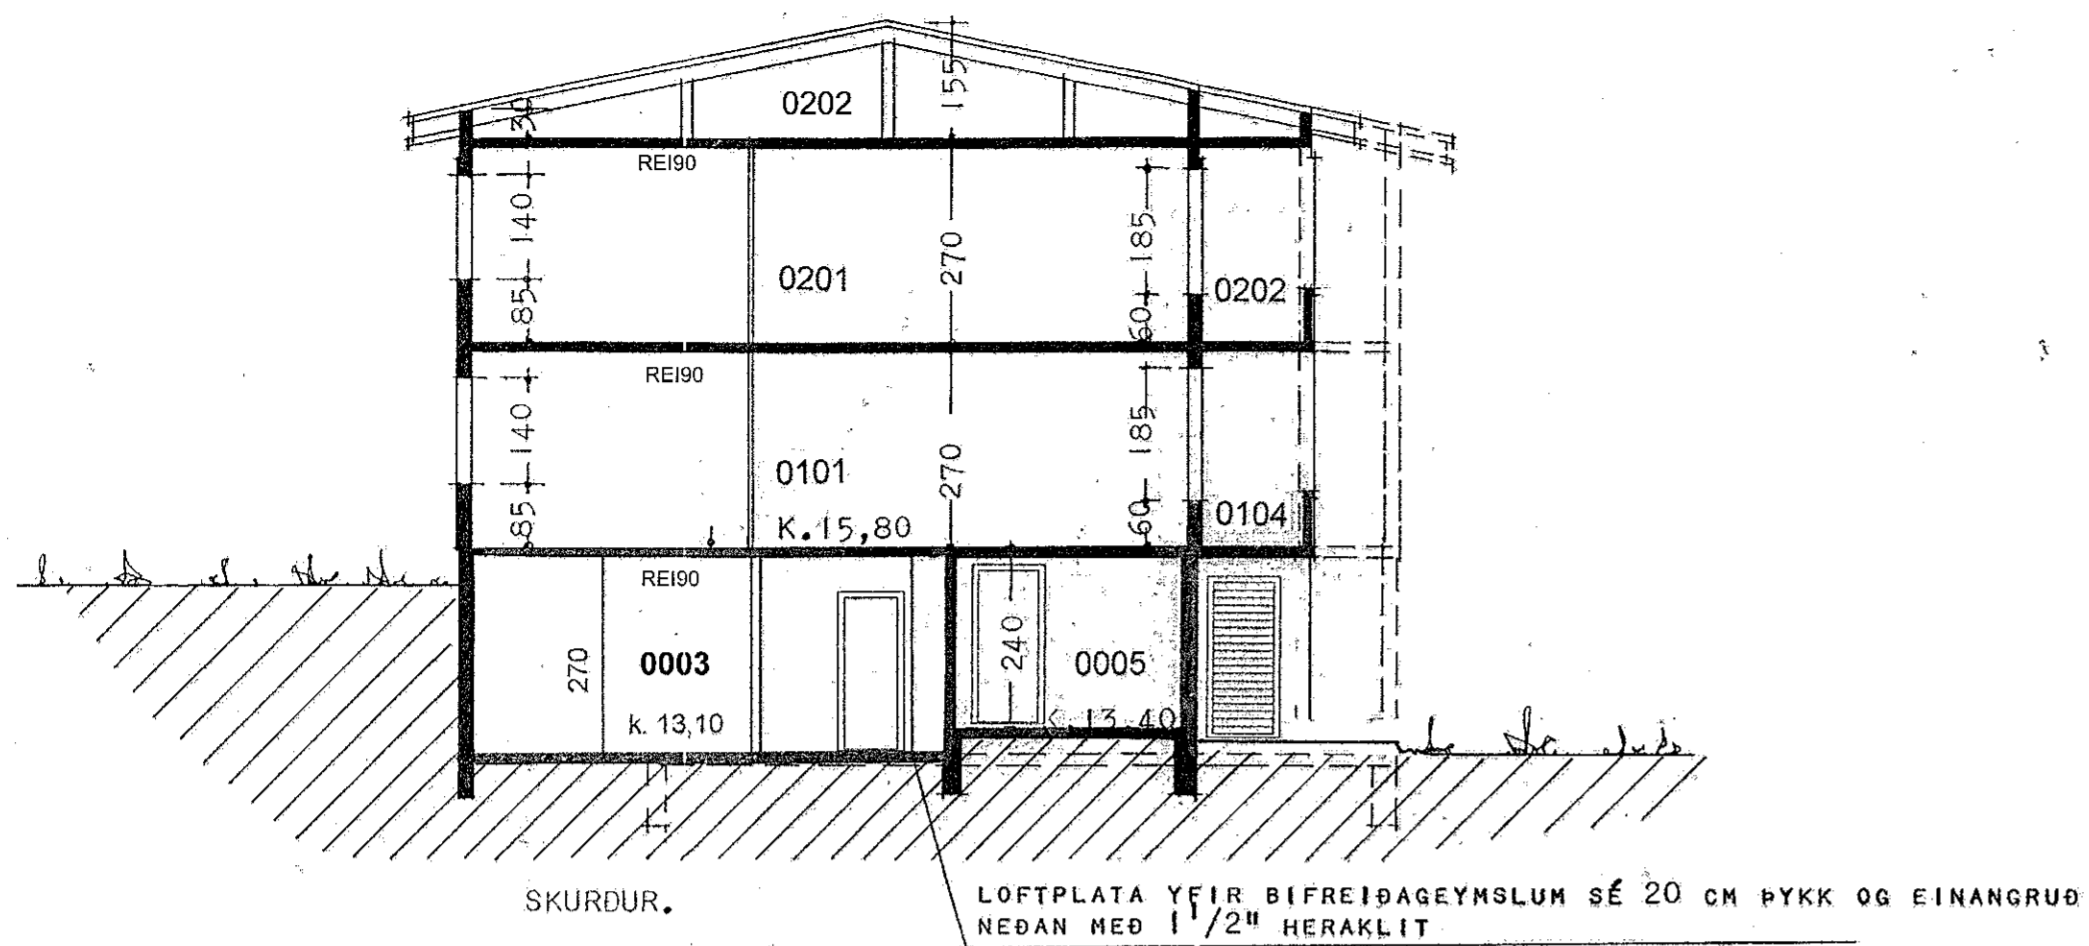 155
0202
30
REI90
140
185
270
0201
0202
85
60
REI90
140
185
270
0101
0104
85
K.15,80
60
REI90
240
270
0003
0005
k. 13,10
K.13.40
SKURÐUR.
LOFTPLATA YFIR BIFREIÐAGEYMSLUM SÉ 20 CM ÞYKK OG EINANGRUÐ
NEÐAN MEÐ 1 1/2" HERAKLIT